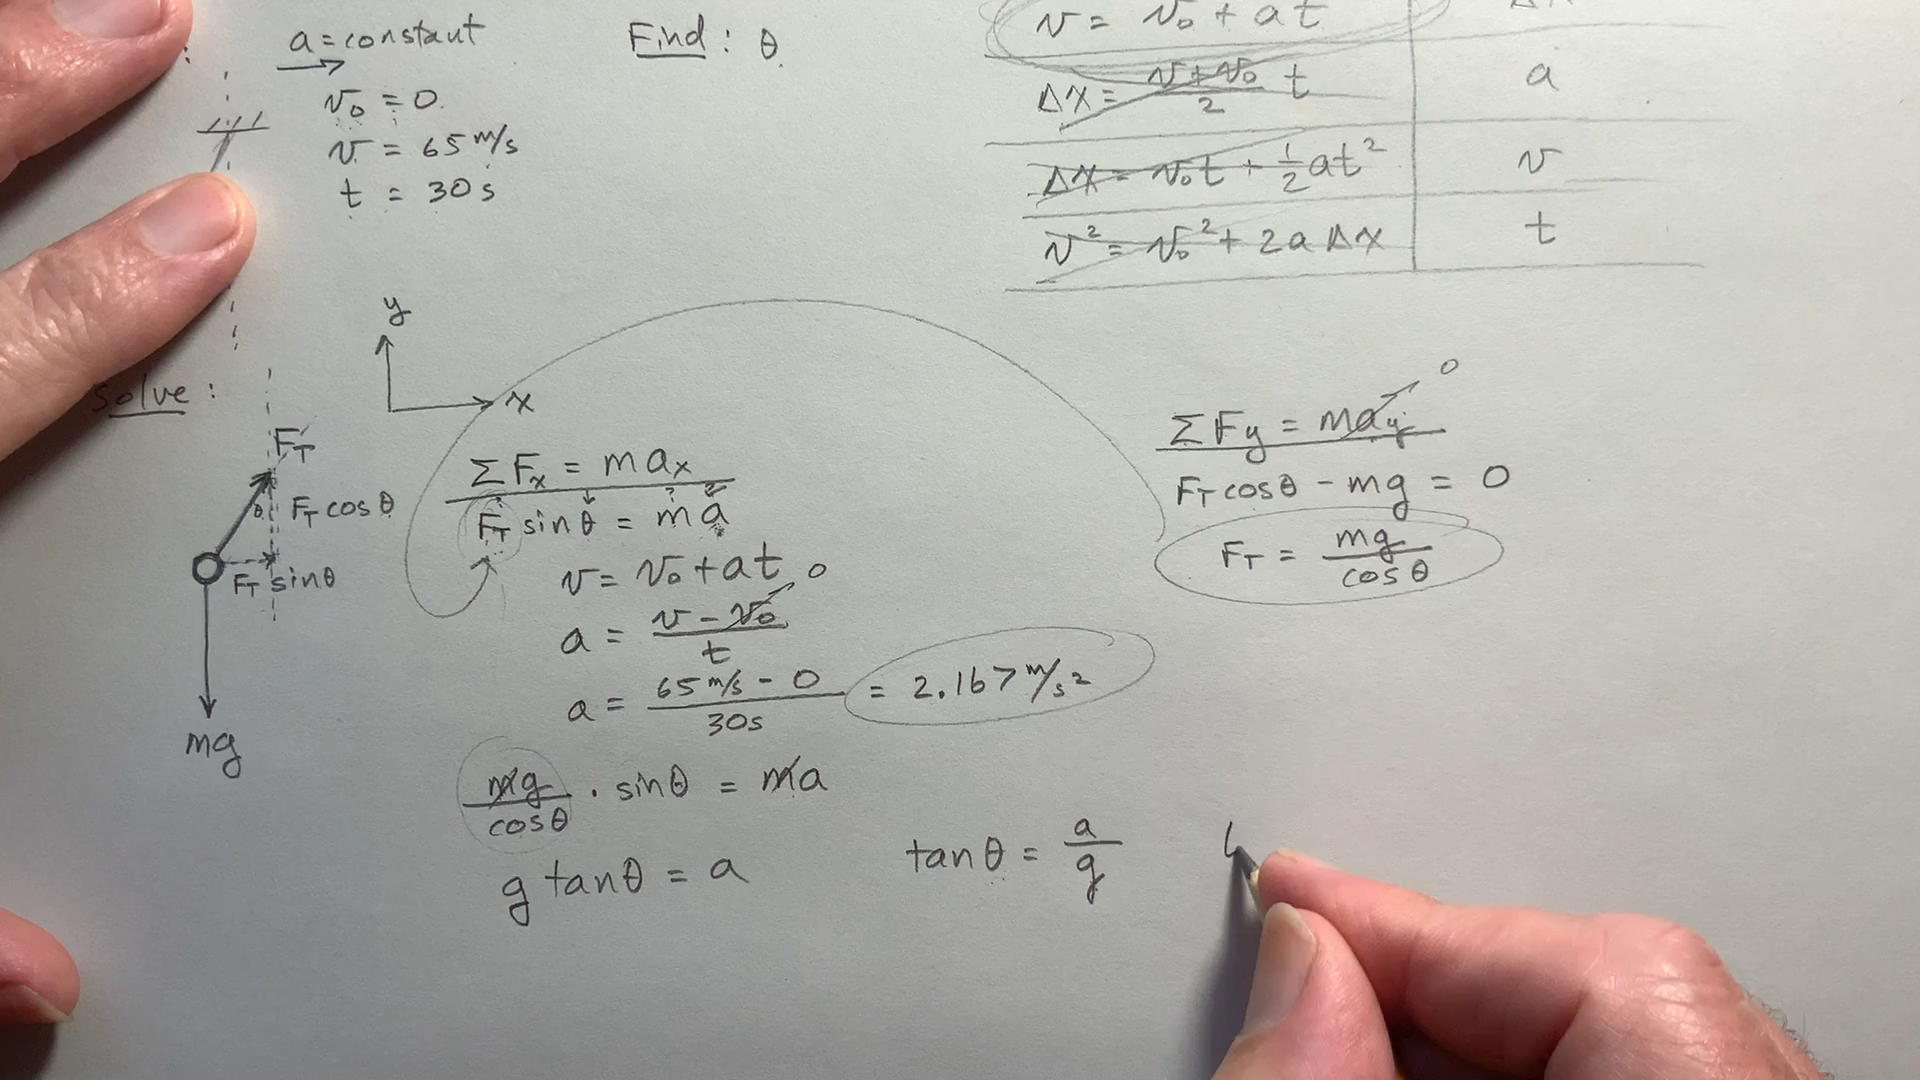 a = constant
v₀ = 0
v = 65 m/s
t = 30 s
Find: θ
v = v₀ + at
Δx = (v + v₀)/2 t
a
Δx = v₀t + ½at²
v
v² = v₀² + 2aΔx
t
Solve:
y
x
F_T
θ
F_T cos θ
F_T sin θ
mg
ΣF_x = ma_x
F_T sin θ = ma
v = v₀ + at
a = (v − v₀)/t
0
a = (65 m/s − 0)/30s = 2.167 m/s²
mg/cos θ · sin θ = ma
g tan θ = a
tan θ = a/g
ΣF_y = ma_y
0
F_T cos θ − mg = 0
F_T = mg/cos θ